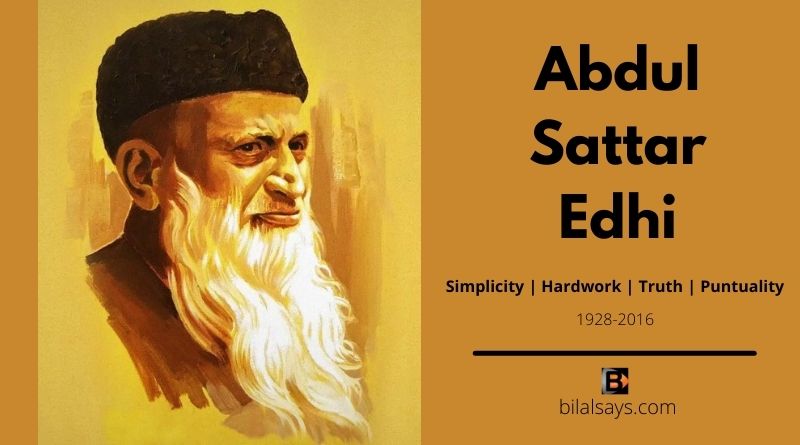 Abdul
Sattar
Edhi
Simplicity | Hardwork | Truth | Puntuality
1928-2016
B
bilalsays.com